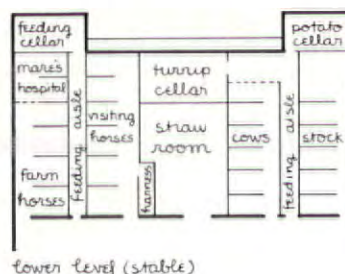 feeding cellar
potato cellar
mare's hospital
turnip cellar
feeding aisle
visiting horses
straw room
cows
feeding aisle
stock
farm horses
harness
lower level (stable)